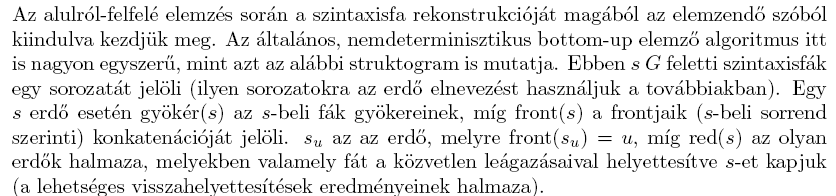 Az alulról-felfelé elemzés során a szintaxisfa rekonstrukcióját magából az elemzendő szóból
kiindulva kezdjük meg. Az általános, nemdeterminisztikus bottom-up elemző algoritmus itt
is nagyon egyszerű, mint azt az alábbi struktogram is mutatja. Ebben s G feletti szintaxisfák
egy sorozatát jelöli (ilyen sorozatokra az erdő elnevezést használjuk a továbbiakban). Egy
s erdő esetén gyökér(s) az s-beli fák gyökereinek, míg front(s) a frontjaik (s-beli sorrend
szerinti) konkatenációját jelöli. s_u az az erdő, melyre front(s_u) = u, míg red(s) az olyan
erdők halmaza, melyekben valamely fát a közvetlen leágazásaival helyettesítve s-et kapjuk
(a lehetséges visszahelyettesítések eredményeinek halmaza).